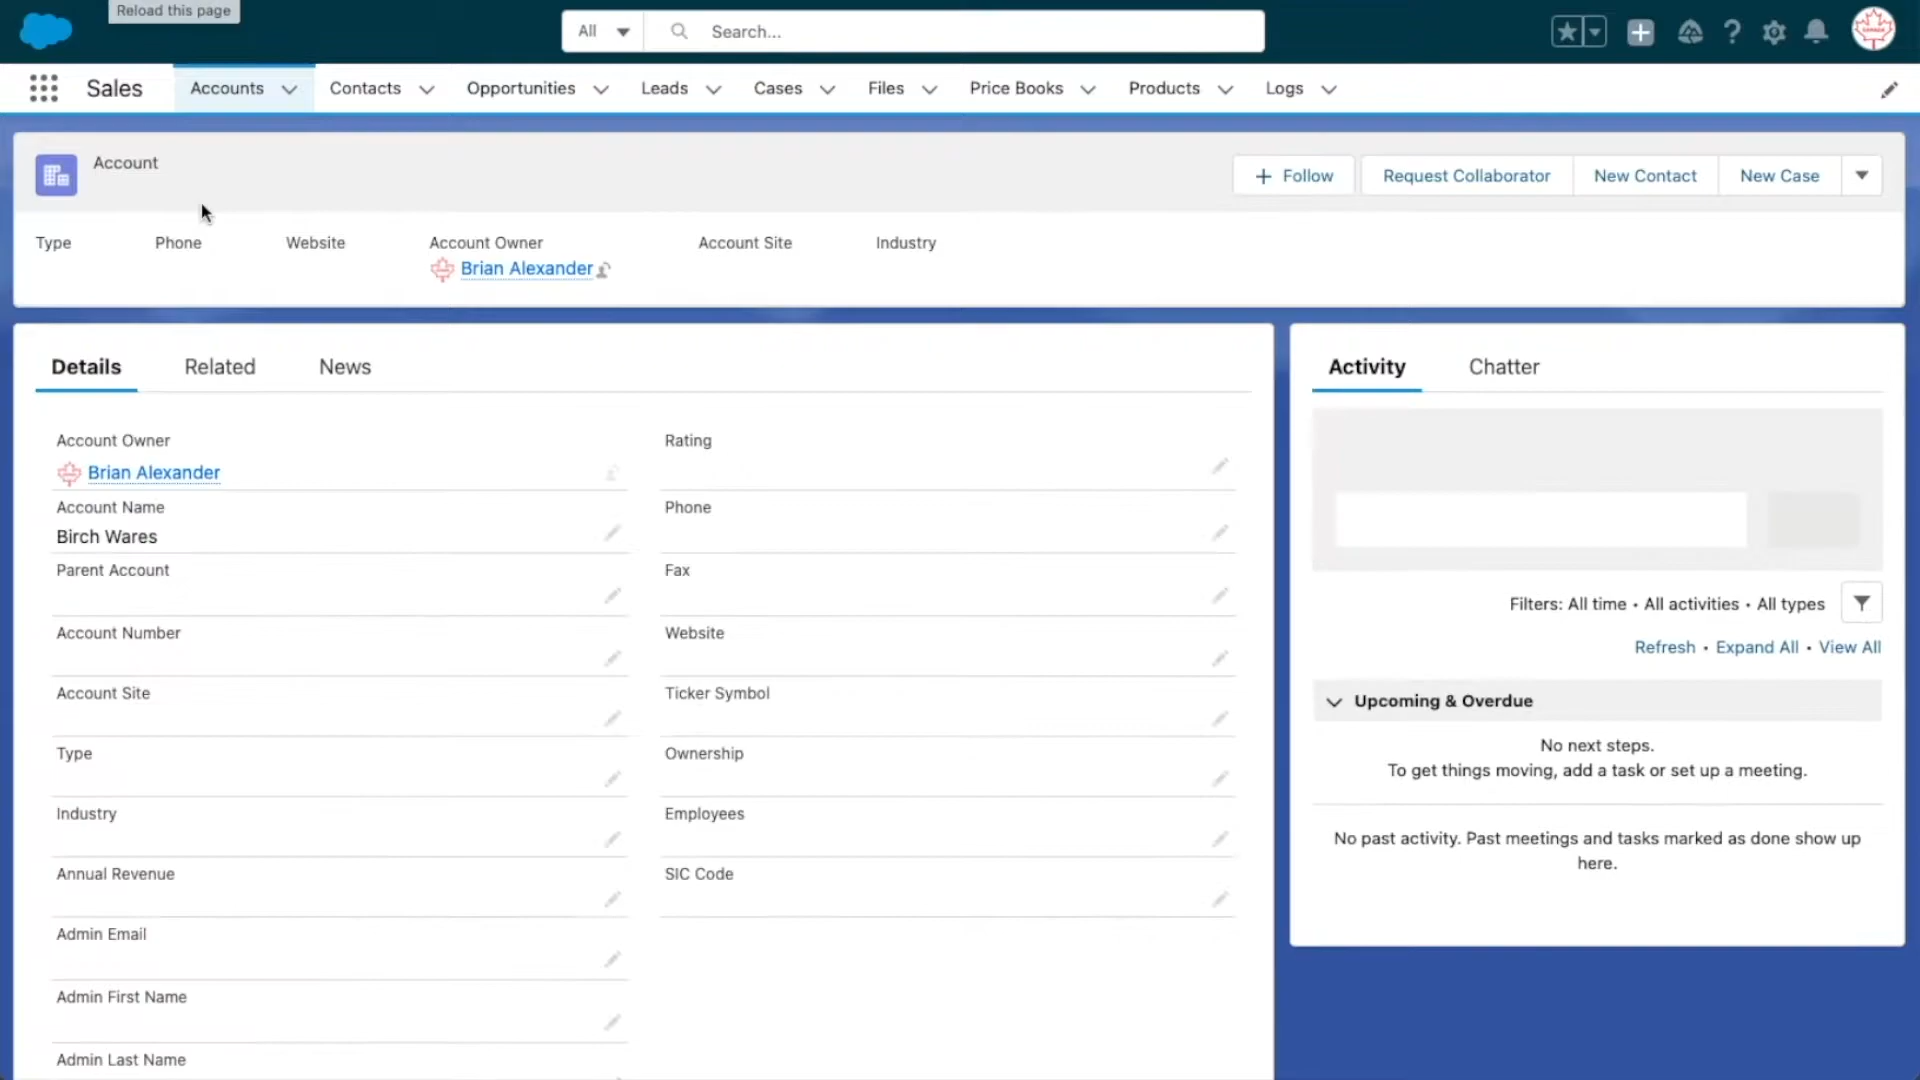 Reload this page
All
Search...
Sales
Accounts
Contacts
Opportunities
Leads
Cases
Files
Price Books
Products
Logs
Account
Follow
Request Collaborator
New Contact
New Case
Type
Phone
Website
Account Owner
Account Site
Industry
Brian Alexander
Details
Related
News
Account Owner
Brian Alexander
Account Name
Birch Wares
Parent Account
Account Number
Account Site
Type
Industry
Annual Revenue
Admin Email
Admin First Name
Admin Last Name
Rating
Phone
Fax
Website
Ticker Symbol
Ownership
Employees
SIC Code
Activity
Chatter
Filters: All time • All activities • All types
Refresh • Expand All • View All
Upcoming & Overdue
No next steps.
To get things moving, add a task or set up a meeting.
No past activity. Past meetings and tasks marked as done show up
here.